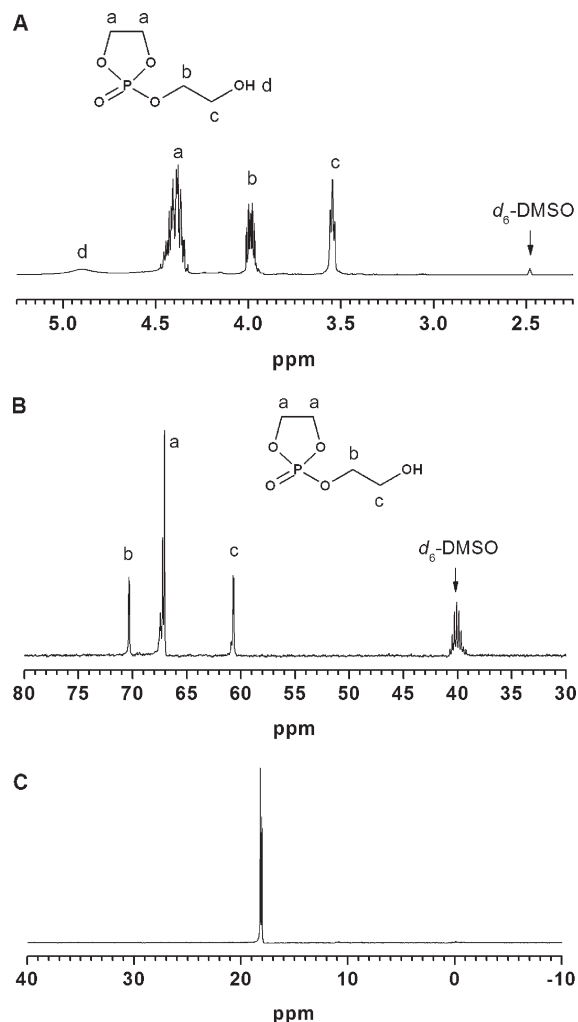 A
a a
O O
b
P OH d
O O
c
a
b
c
d
d6-DMSO
5.0 4.5 4.0 3.5 3.0 2.5
ppm
B
a a
a
O O
b
P OH
O O
c
b
c
d6-DMSO
80 75 70 65 60 55 50 45 40 35 30
ppm
C
40 30 20 10 0 -10
ppm